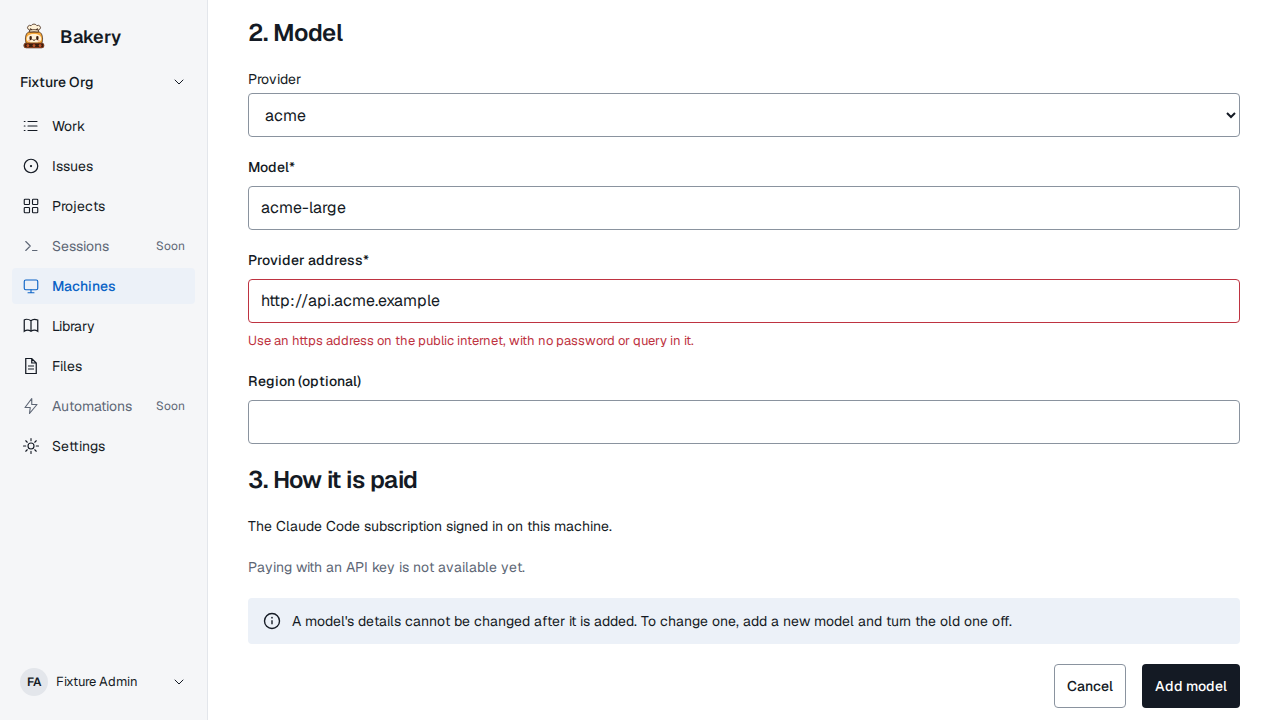 Bakery
Fixture Org
Work
Issues
Projects
Sessions Soon
Machines
Library
Files
Automations Soon
Settings
FA Fixture Admin
2. Model
Provider
acme
Model*
acme-large
Provider address*
http://api.acme.example
Use an https address on the public internet, with no password or query in it.
Region (optional)
3. How it is paid
The Claude Code subscription signed in on this machine.
Paying with an API key is not available yet.
A model's details cannot be changed after it is added. To change one, add a new model and turn the old one off.
Cancel Add model